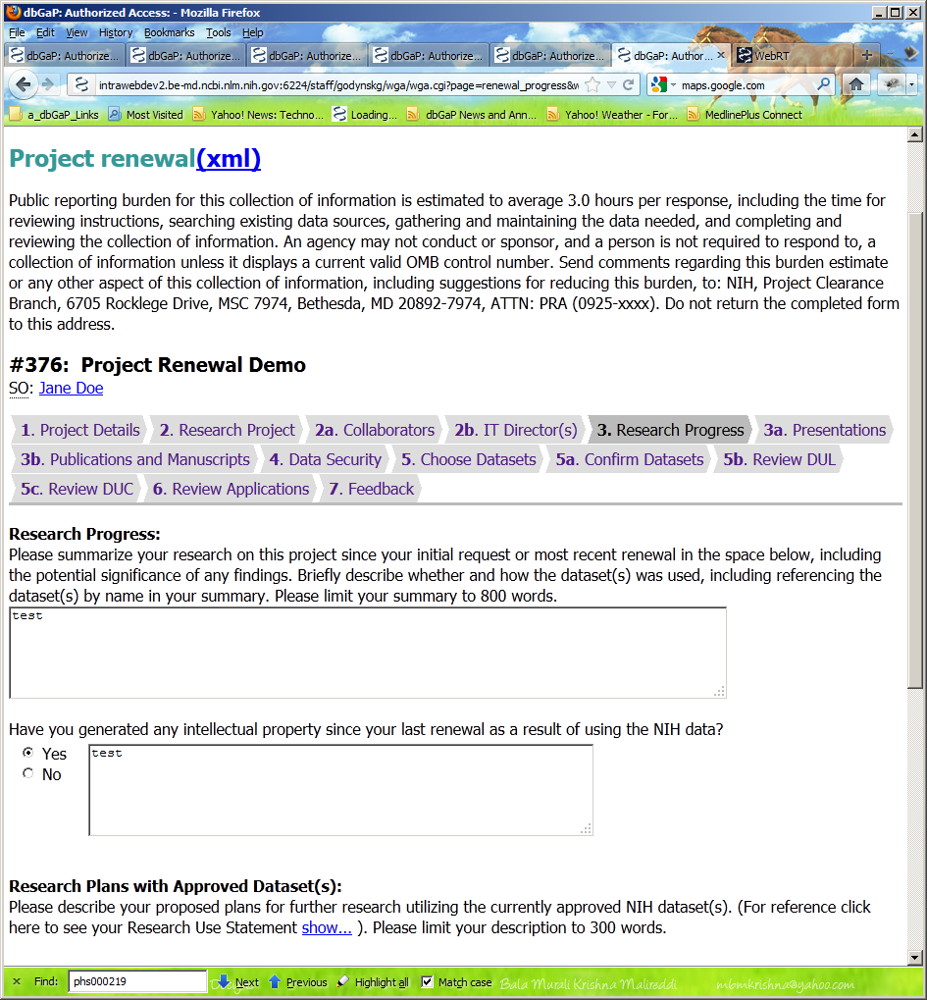 dbGaP: Authorized Access: - Mozilla Firefox
File Edit View History Bookmarks Tools Help
dbGaP: Authorize... dbGaP: Authorize... dbGaP: Authorize... dbGaP: Authorize... dbGaP: Authorize... dbGaP: Author... × WebRT +
intrawebdev2.be-md.ncbi.nlm.nih.gov:6224/staff/godynskg/wga/wga.cgi?page=renewal_progress&w maps.google.com
a_dbGaP_Links Most Visited Yahoo! News: Techno... Loading... dbGaP News and Ann... Yahoo! Weather - For... MedlinePlus Connect
Project renewal(xml)
Public reporting burden for this collection of information is estimated to average 3.0 hours per response, including the time for
reviewing instructions, searching existing data sources, gathering and maintaining the data needed, and completing and
reviewing the collection of information. An agency may not conduct or sponsor, and a person is not required to respond to, a
collection of information unless it displays a current valid OMB control number. Send comments regarding this burden estimate
or any other aspect of this collection of information, including suggestions for reducing this burden, to: NIH, Project Clearance
Branch, 6705 Rocklege Drive, MSC 7974, Bethesda, MD 20892-7974, ATTN: PRA (0925-xxxx). Do not return the completed form
to this address.
#376: Project Renewal Demo
SO: Jane Doe
1. Project Details 2. Research Project 2a. Collaborators 2b. IT Director(s) 3. Research Progress 3a. Presentations
3b. Publications and Manuscripts 4. Data Security 5. Choose Datasets 5a. Confirm Datasets 5b. Review DUL
5c. Review DUC 6. Review Applications 7. Feedback
Research Progress:
Please summarize your research on this project since your initial request or most recent renewal in the space below, including
the potential significance of any findings. Briefly describe whether and how the dataset(s) was used, including referencing the
dataset(s) by name in your summary. Please limit your summary to 800 words.
test
Have you generated any intellectual property since your last renewal as a result of using the NIH data?
Yes test
No
Research Plans with Approved Dataset(s):
Please describe your proposed plans for further research utilizing the currently approved NIH dataset(s). (For reference click
here to see your Research Use Statement show... ). Please limit your description to 300 words.
× Find: phs000219 Next Previous Highlight all Match case Bala Murali Krishna Malireddi mbmkrishna@yahoo.com